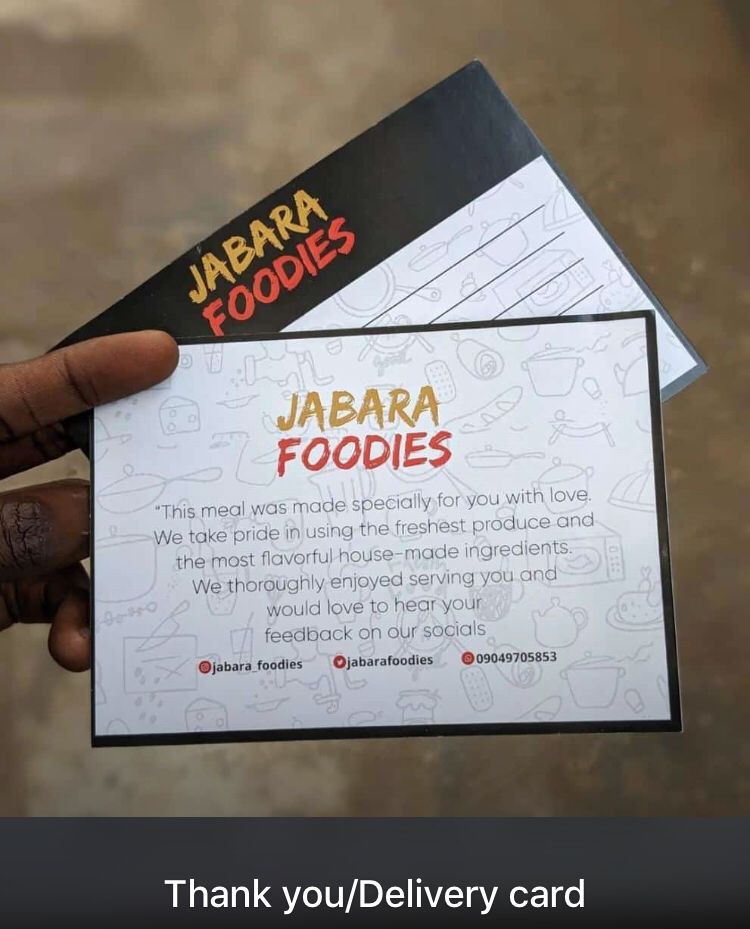 JABARA
FOODIES
JABARA
FOODIES
"This meal was made specially for you with love.
We take pride in using the freshest produce and
the most flavorful house-made ingredients.
We thoroughly enjoyed serving you and
would love to hear your
feedback on our socials
jabara_foodies jabarafoodies 09049705853
Thank you/Delivery card